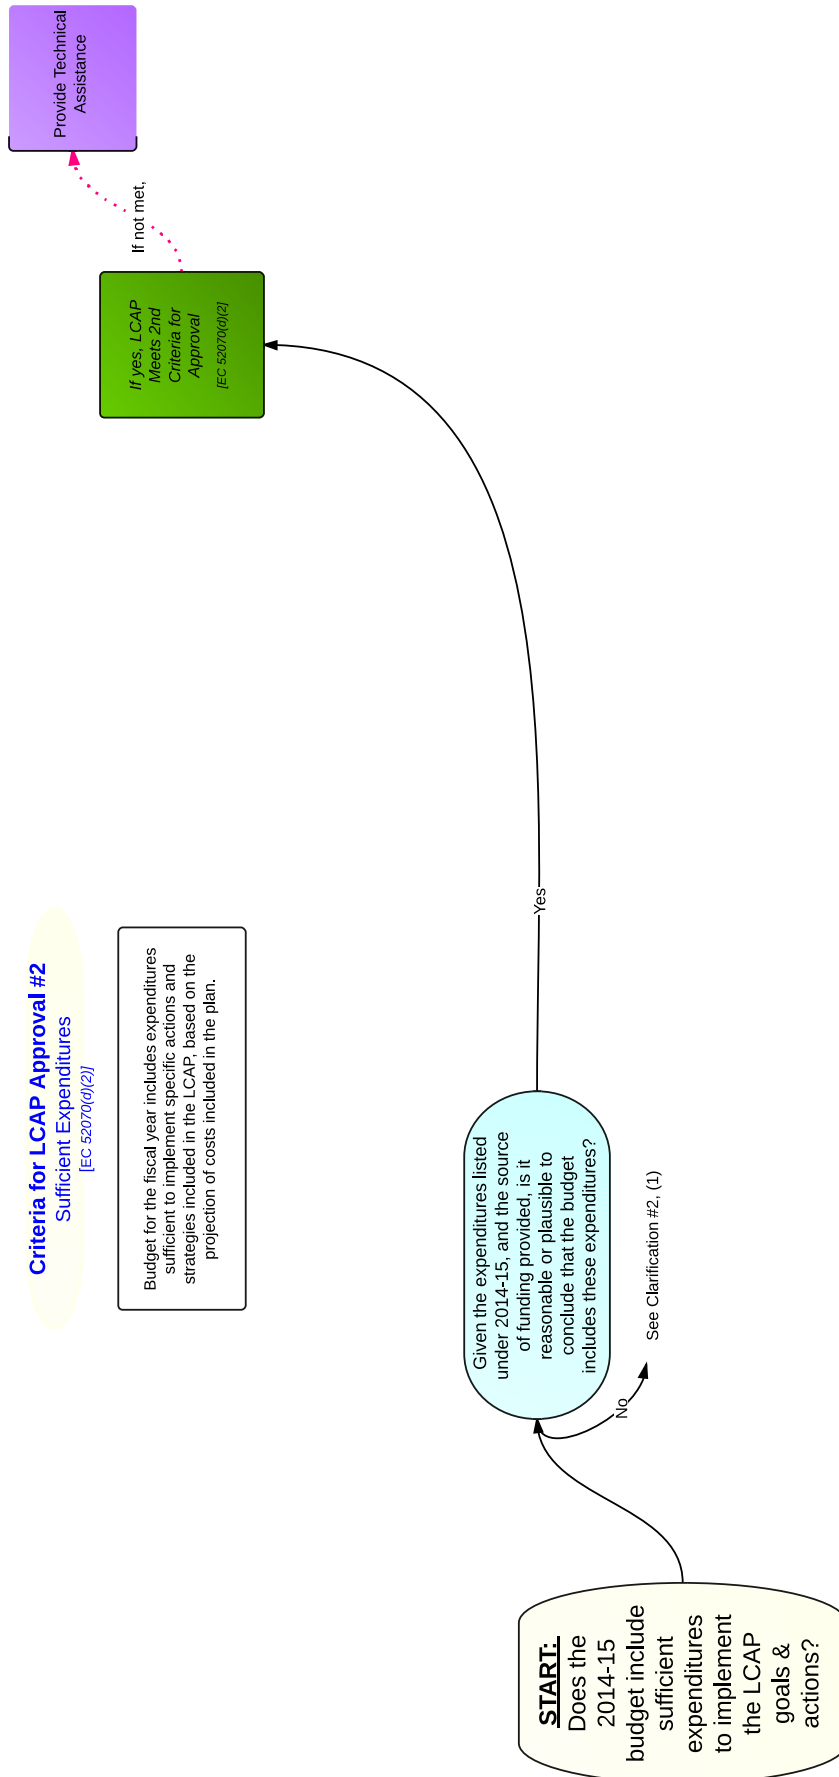 Criteria for LCAP Approval #2
Sufficient Expenditures
[EC 52070(d)(2)]
Budget for the fiscal year includes expenditures
sufficient to implement specific actions and
strategies included in the LCAP, based on the
projection of costs included in the plan.
START:
Does the
2014-15
budget include
sufficient
expenditures
to implement
the LCAP
goals &
actions?
Given the expenditures listed
under 2014-15, and the source
of funding provided, is it
reasonable or plausible to
conclude that the budget
includes these expenditures?
No
See Clarification #2, (1)
Yes
If yes, LCAP
Meets 2nd
Criteria for
Approval
[EC 52070(d)(2]
If not met,
Provide Technical
Assistance